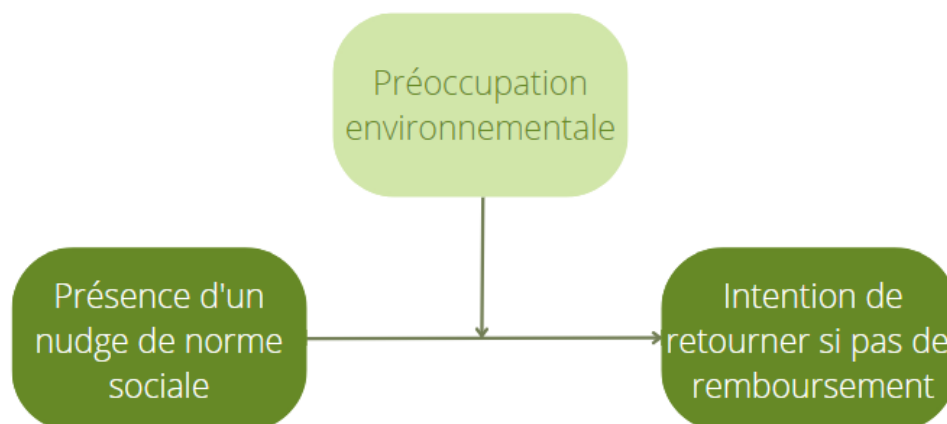 Préoccupation
environnementale
Présence d'un
nudge de norme
sociale
Intention de
retourner si pas de
remboursement